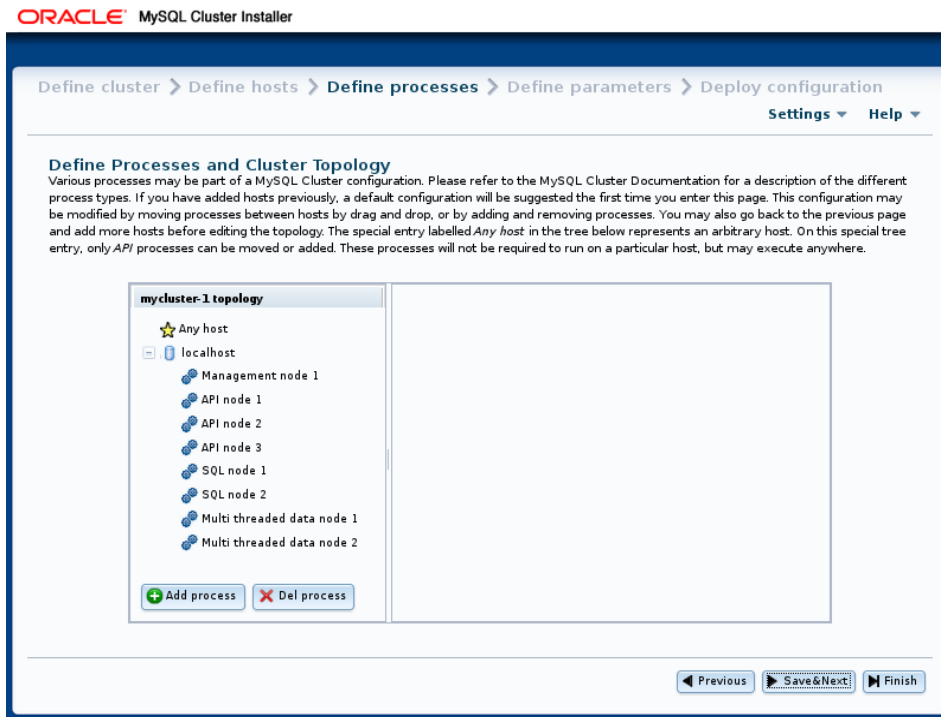 ORACLE® MySQL Cluster Installer
Define cluster > Define hosts > Define processes > Define parameters > Deploy configuration
Settings Help
Define Processes and Cluster Topology
Various processes may be part of a MySQL Cluster configuration. Please refer to the MySQL Cluster Documentation for a description of the different
process types. If you have added hosts previously, a default configuration will be suggested the first time you enter this page. This configuration may
be modified by moving processes between hosts by drag and drop, or by adding and removing processes. You may also go back to the previous page
and add more hosts before editing the topology. The special entry labelled Any host in the tree below represents an arbitrary host. On this special tree
entry, only API processes can be moved or added. These processes will not be required to run on a particular host, but may execute anywhere.
mycluster-1 topology
Any host
localhost
Management node 1
API node 1
API node 2
API node 3
SQL node 1
SQL node 2
Multi threaded data node 1
Multi threaded data node 2
Add process Del process
Previous Save&Next Finish